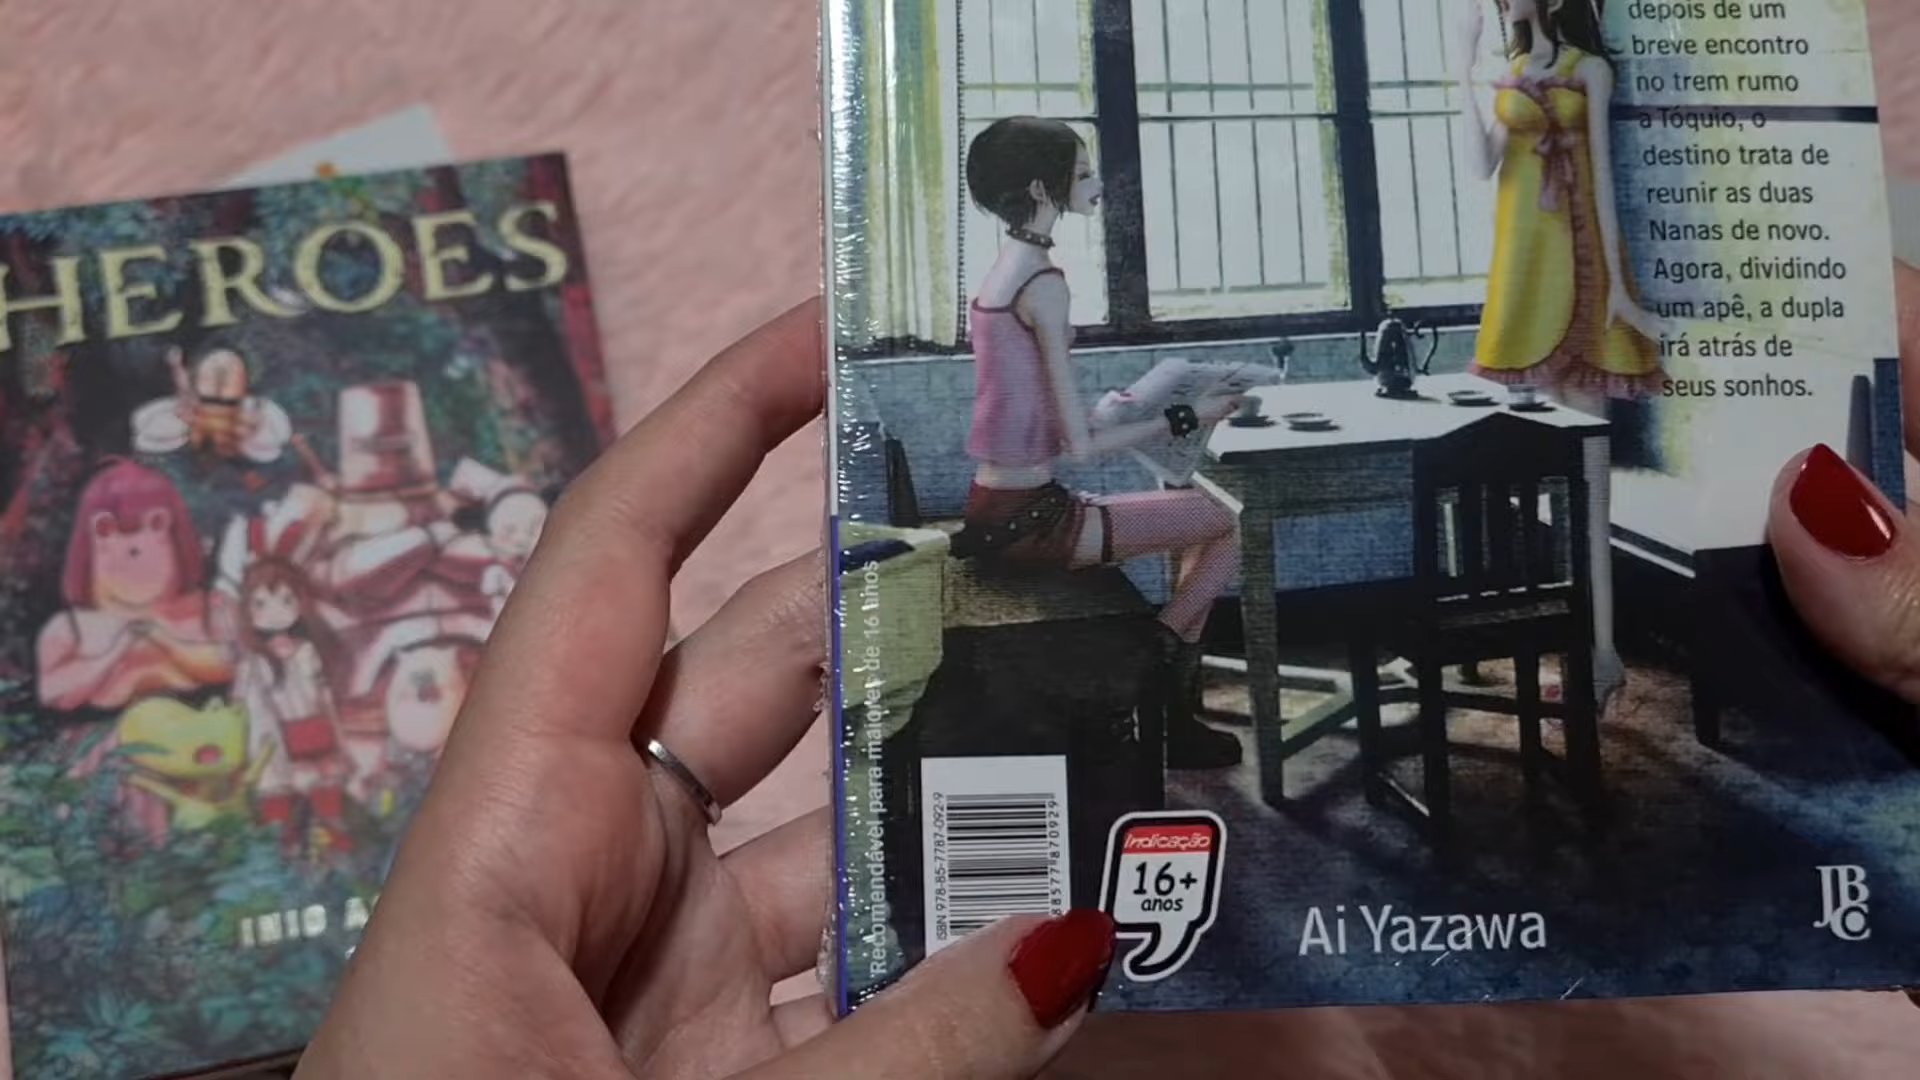 HEROES
INIO A
depois de um
breve encontro
no trem rumo
a Tóquio, o
destino trata de
reunir as duas
Nanas de novo.
Agora, dividindo
um apê, a dupla
irá atrás de
seus sonhos.
Recomendável para maiores de 16 anos
ISBN 978-85-7787-092-9
Indicação
16+
anos
Ai Yazawa
JBC